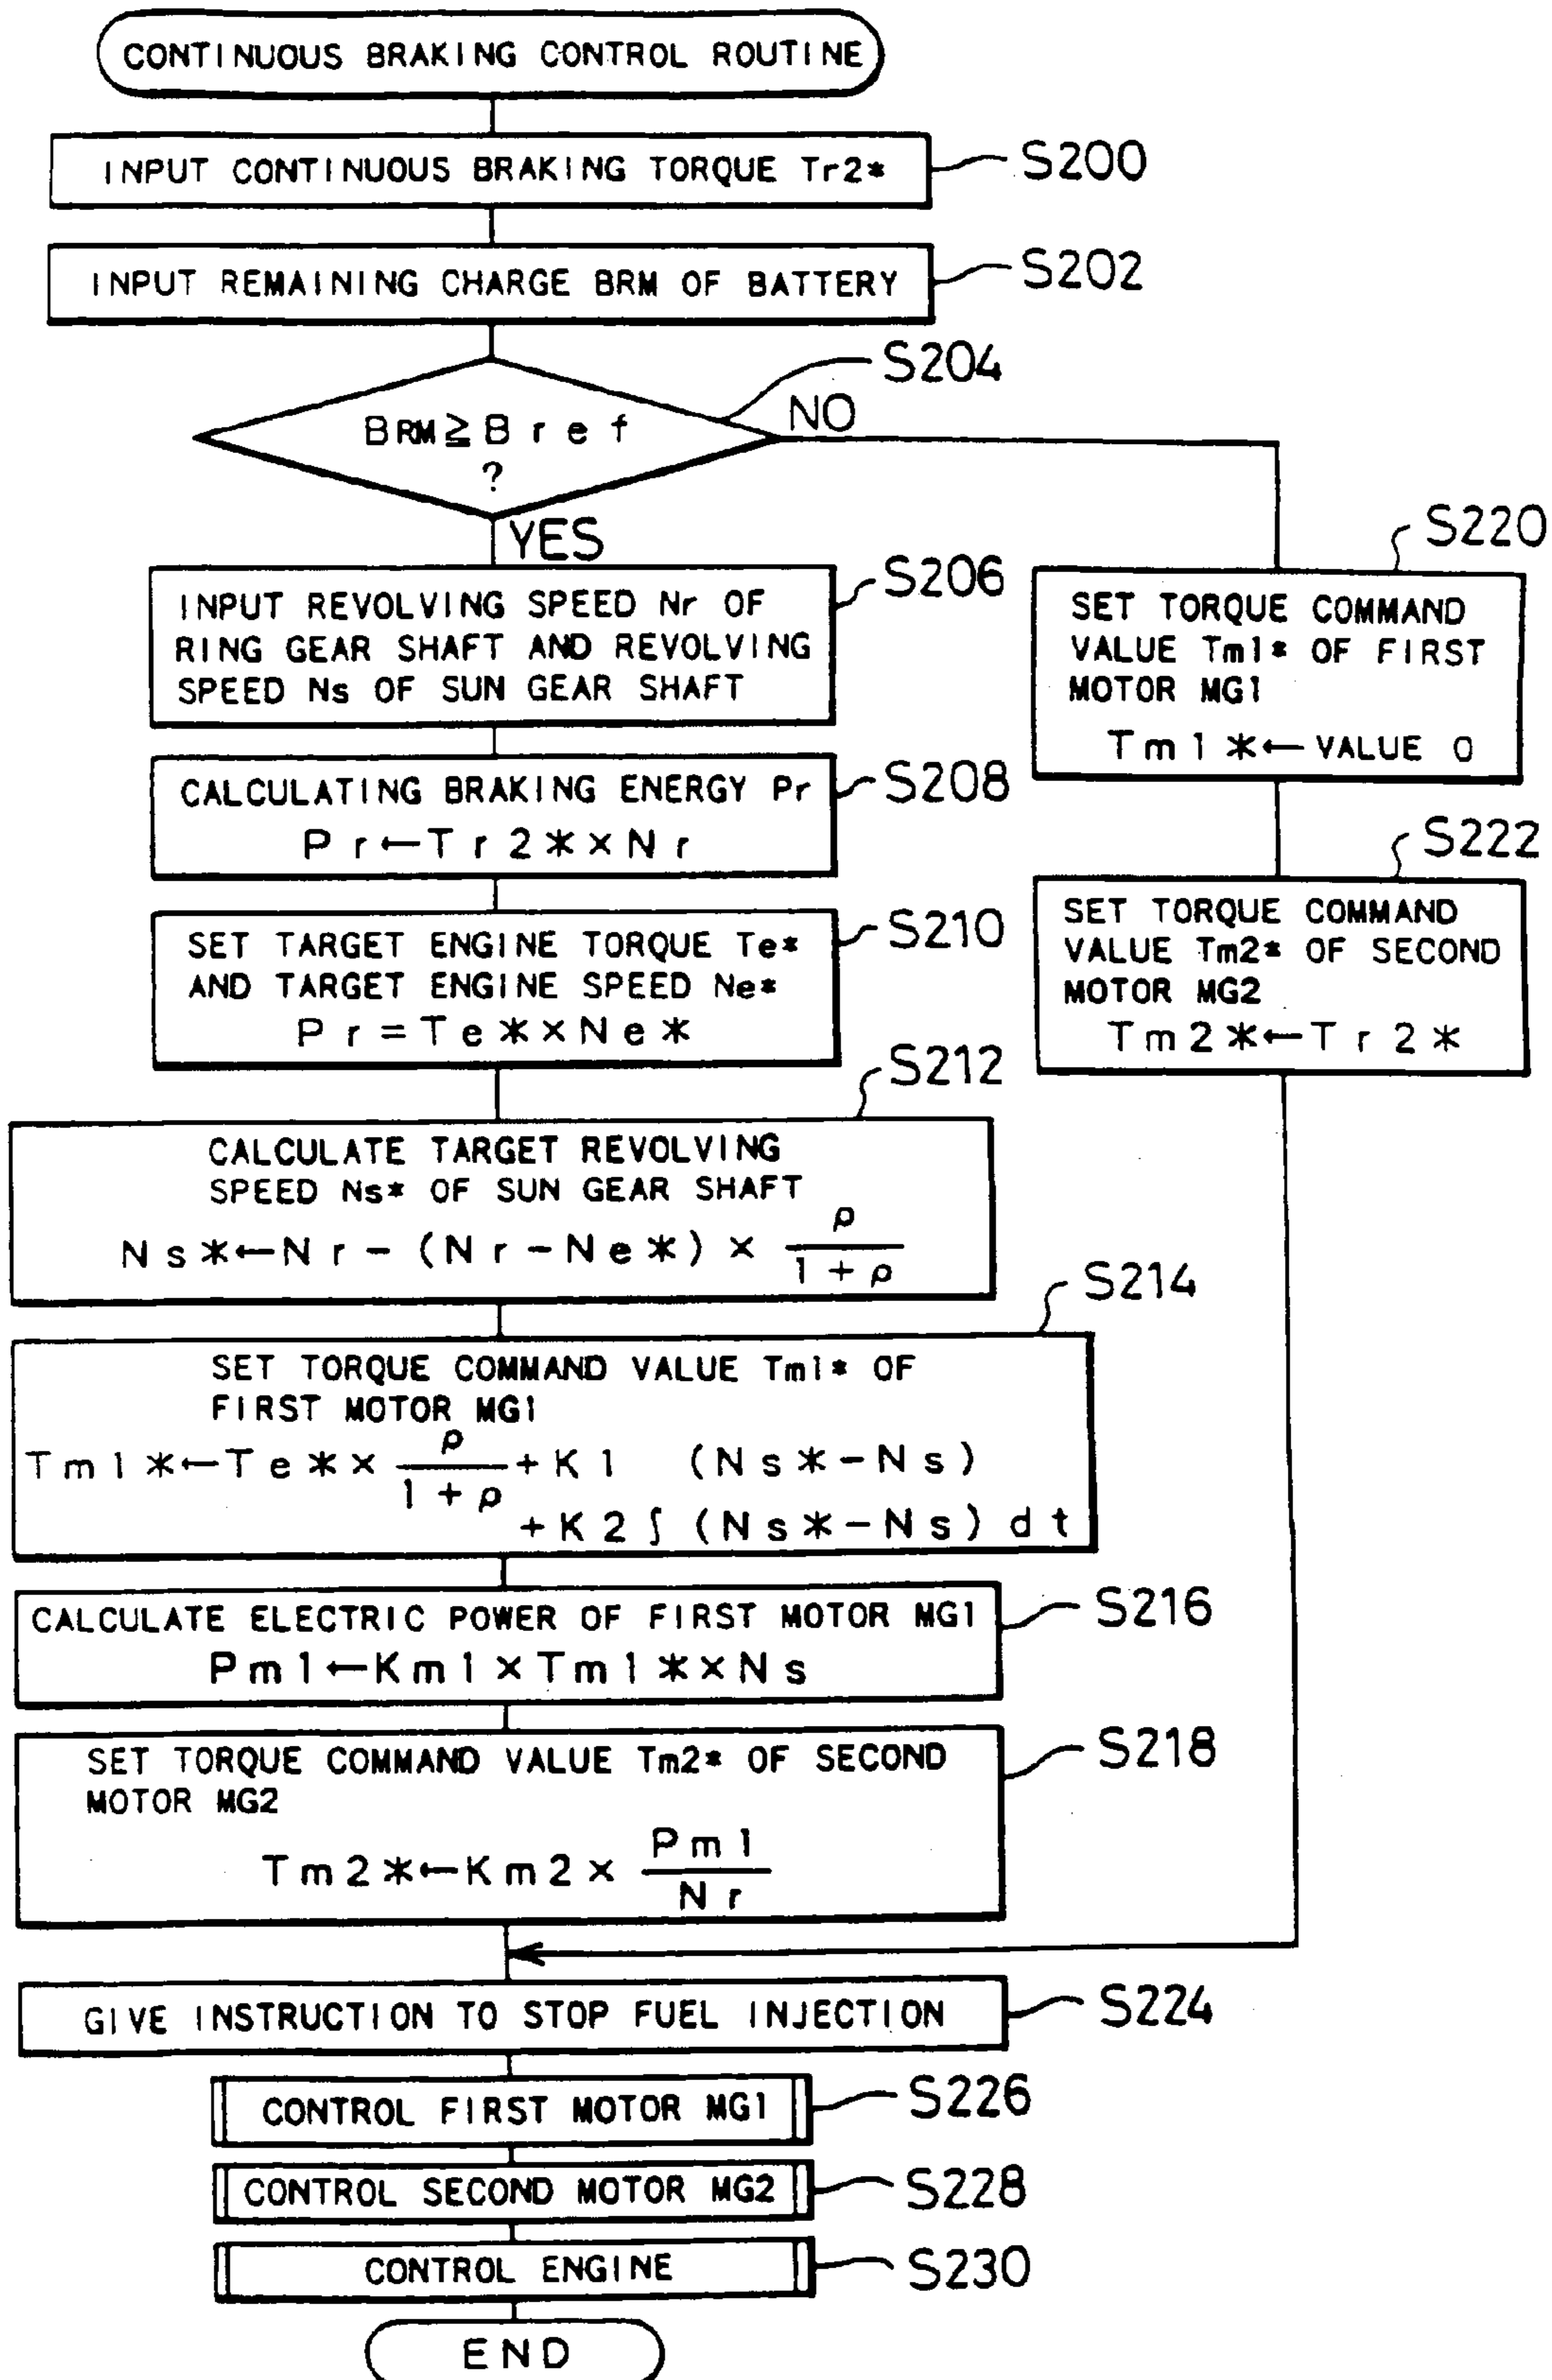 CONTINUOUS BRAKING CONTROL ROUTINE
INPUT CONTINUOUS BRAKING TORQUE Tr2*
S200
INPUT REMAINING CHARGE BRM OF BATTERY
S202
S204
BRM≧Bref
?
NO
YES
S206
INPUT REVOLVING SPEED Nr OF
RING GEAR SHAFT AND REVOLVING
SPEED Ns OF SUN GEAR SHAFT
S220
SET TORQUE COMMAND
VALUE Tm1* OF FIRST
MOTOR MG1
Tm1*←VALUE 0
S208
CALCULATING BRAKING ENERGY Pr
Pr←Tr2*×Nr
S222
SET TORQUE COMMAND
VALUE Tm2* OF SECOND
MOTOR MG2
Tm2*←Tr2*
S210
SET TARGET ENGINE TORQUE Te*
AND TARGET ENGINE SPEED Ne*
Pr=Te*×Ne*
S212
CALCULATE TARGET REVOLVING
SPEED Ns* OF SUN GEAR SHAFT
Ns*←Nr-(Nr-Ne*)× ρ/1+ρ
S214
SET TORQUE COMMAND VALUE Tm1* OF
FIRST MOTOR MG1
Tm1*←Te*× ρ/1+ρ +K1 (Ns*-Ns)
+K2∫(Ns*-Ns)dt
S216
CALCULATE ELECTRIC POWER OF FIRST MOTOR MG1
Pm1←Km1×Tm1*×Ns
S218
SET TORQUE COMMAND VALUE Tm2* OF SECOND
MOTOR MG2
Tm2*←Km2× Pm1/Nr
GIVE INSTRUCTION TO STOP FUEL INJECTION
S224
CONTROL FIRST MOTOR MG1
S226
CONTROL SECOND MOTOR MG2
S228
CONTROL ENGINE
S230
END